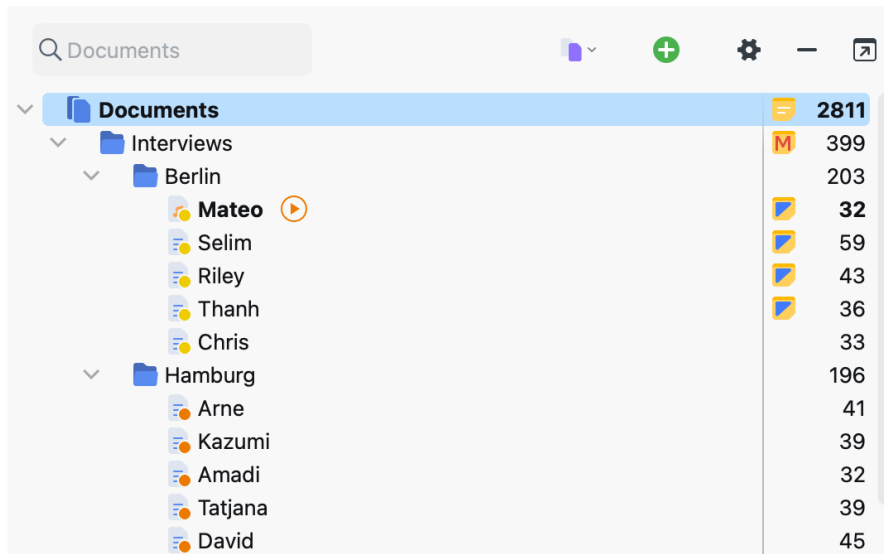 Documents
Documents 2811
Interviews M 399
Berlin 203
Mateo 32
Selim 59
Riley 43
Thanh 36
Chris 33
Hamburg 196
Arne 41
Kazumi 39
Amadi 32
Tatjana 39
David 45